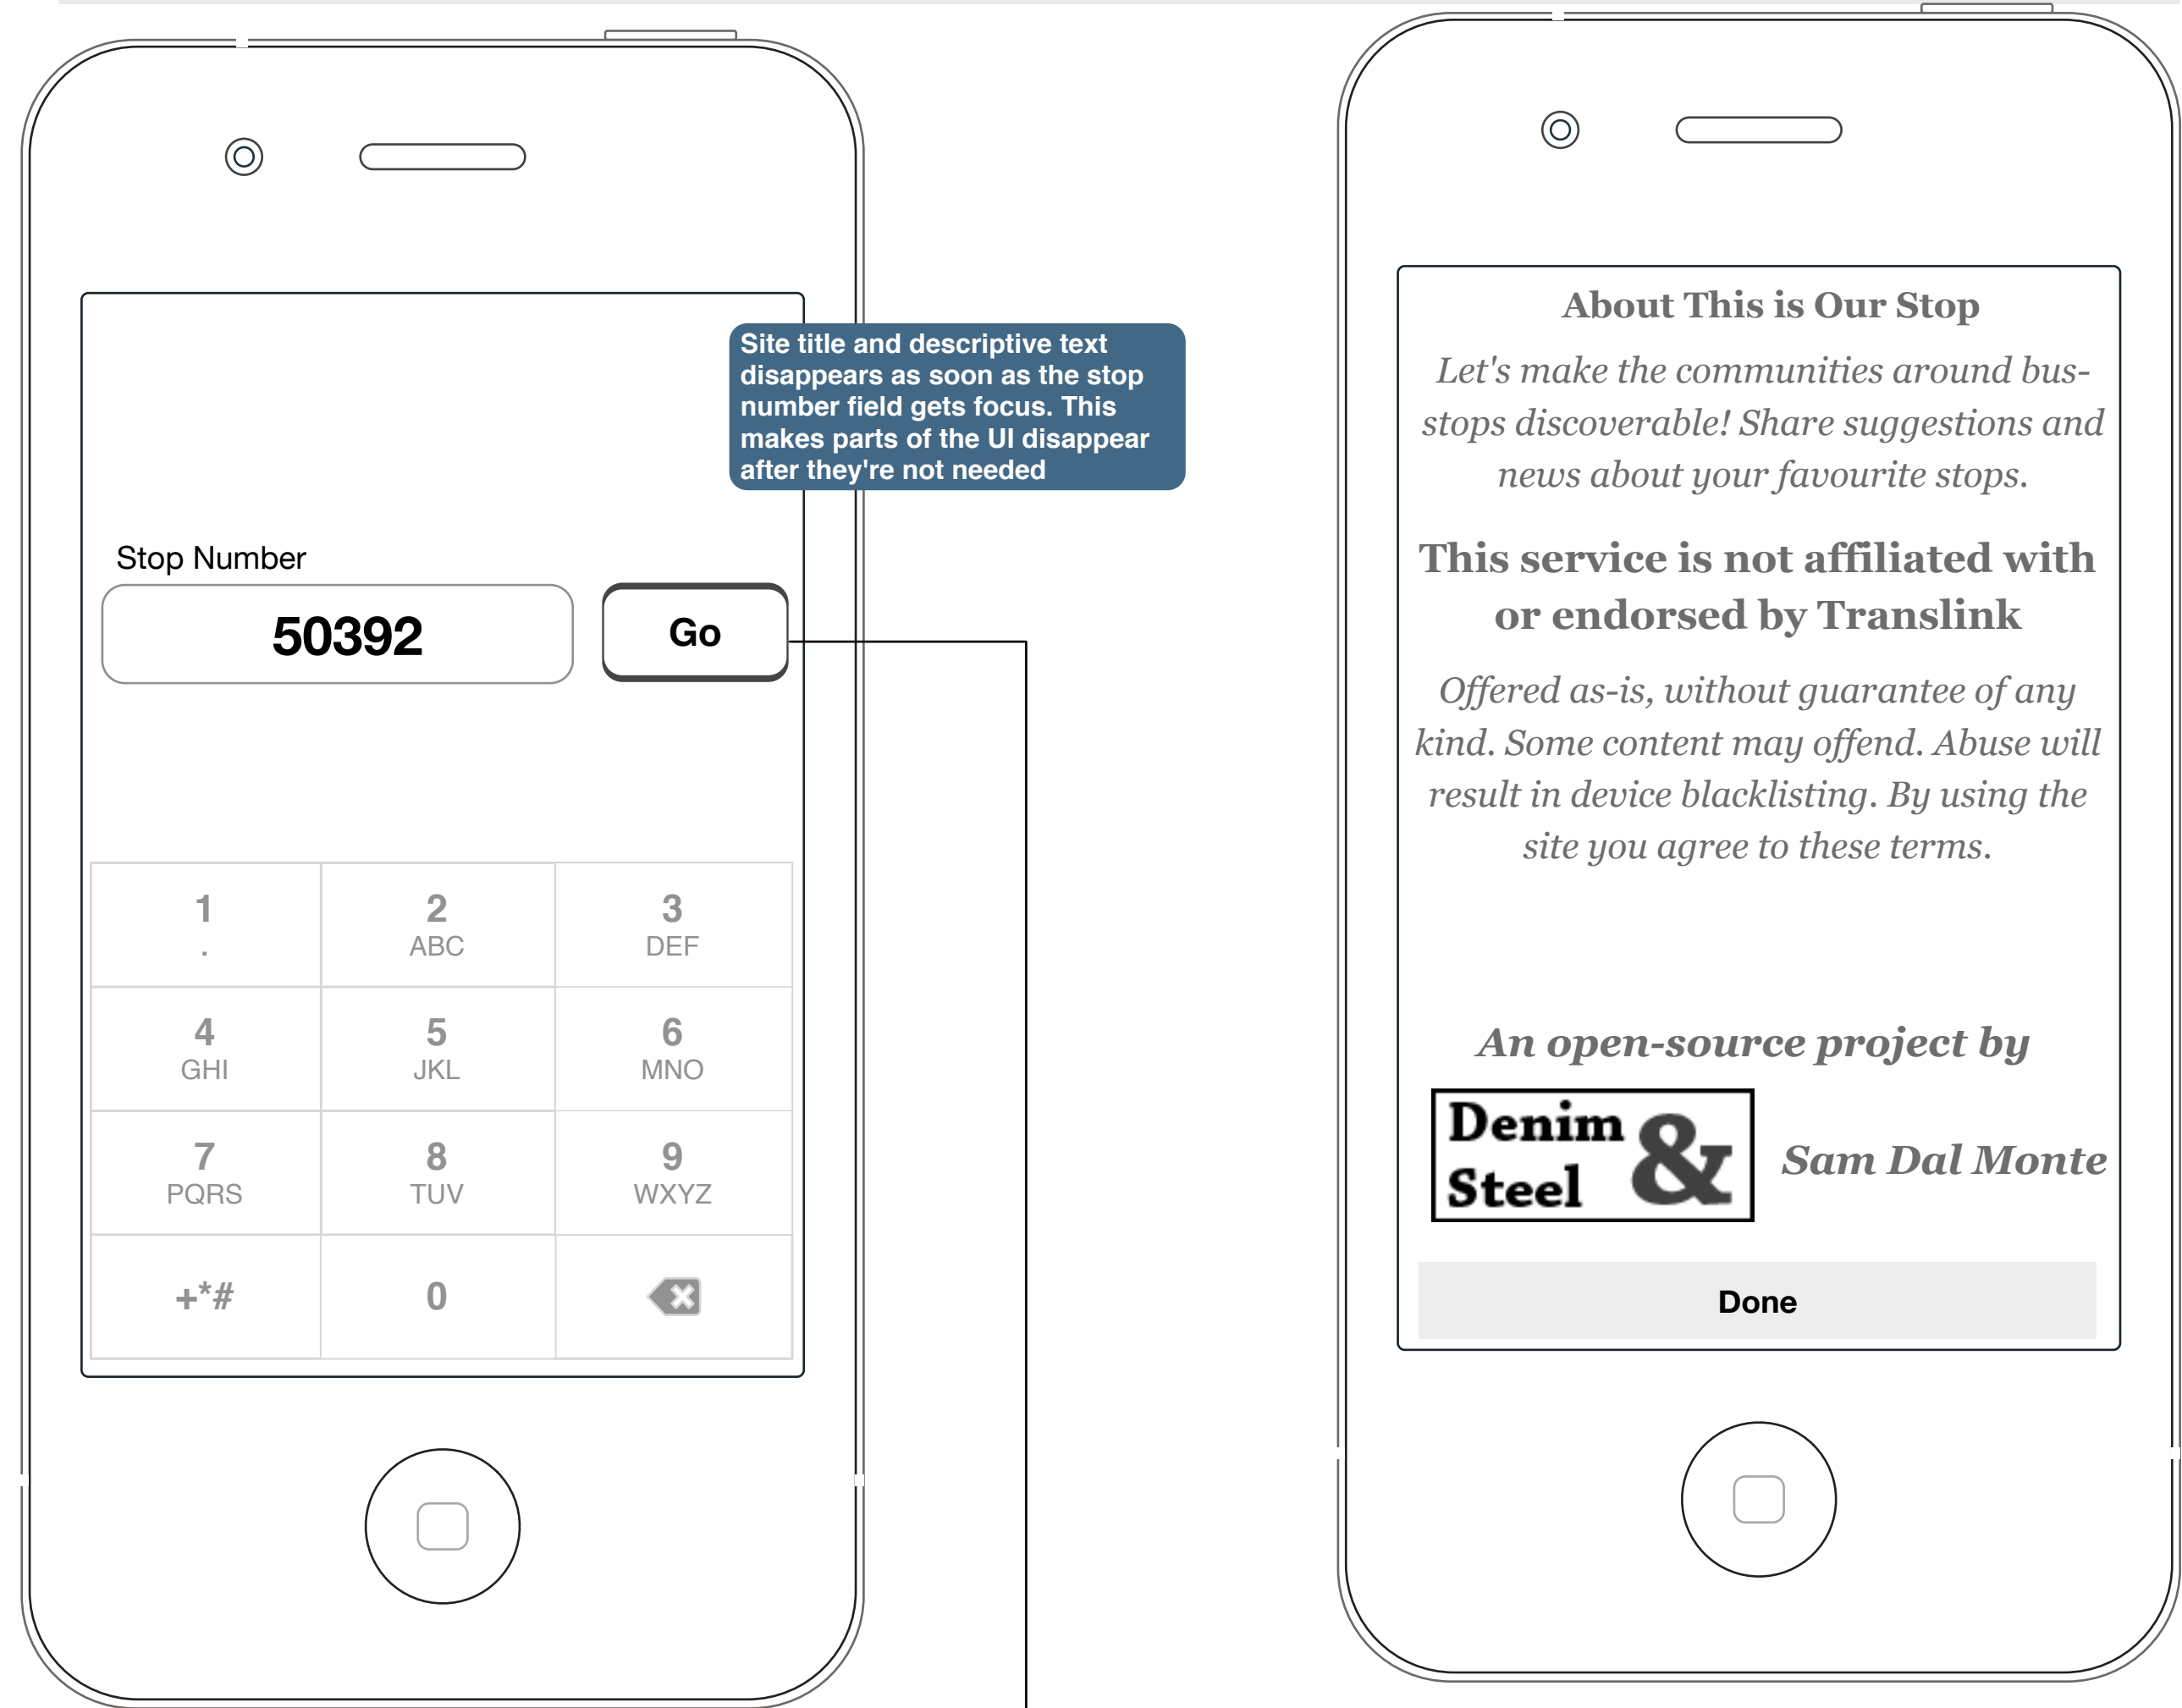 Site title and descriptive text
disappears as soon as the stop
number field gets focus. This
makes parts of the UI disappear
after they're not needed
Stop Number
50392
Go
1
.
2
ABC
3
DEF
4
GHI
5
JKL
6
MNO
7
PQRS
8
TUV
9
WXYZ
+*#
0
About This is Our Stop
Let's make the communities around bus-
stops discoverable! Share suggestions and
news about your favourite stops.
This service is not affiliated with
or endorsed by Translink
Offered as-is, without guarantee of any
kind. Some content may offend. Abuse will
result in device blacklisting. By using the
site you agree to these terms.
An open-source project by
Denim &
Steel
Sam Dal Monte
Done